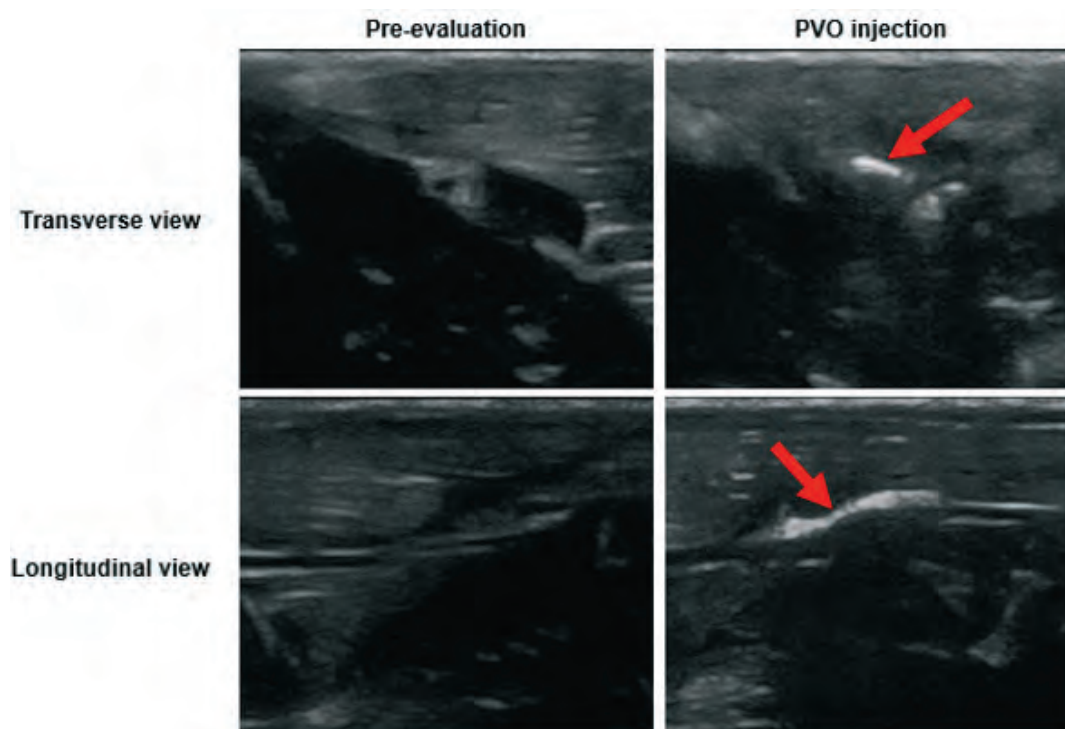 Pre-evaluation
PVO injection
Transverse view
Longitudinal view